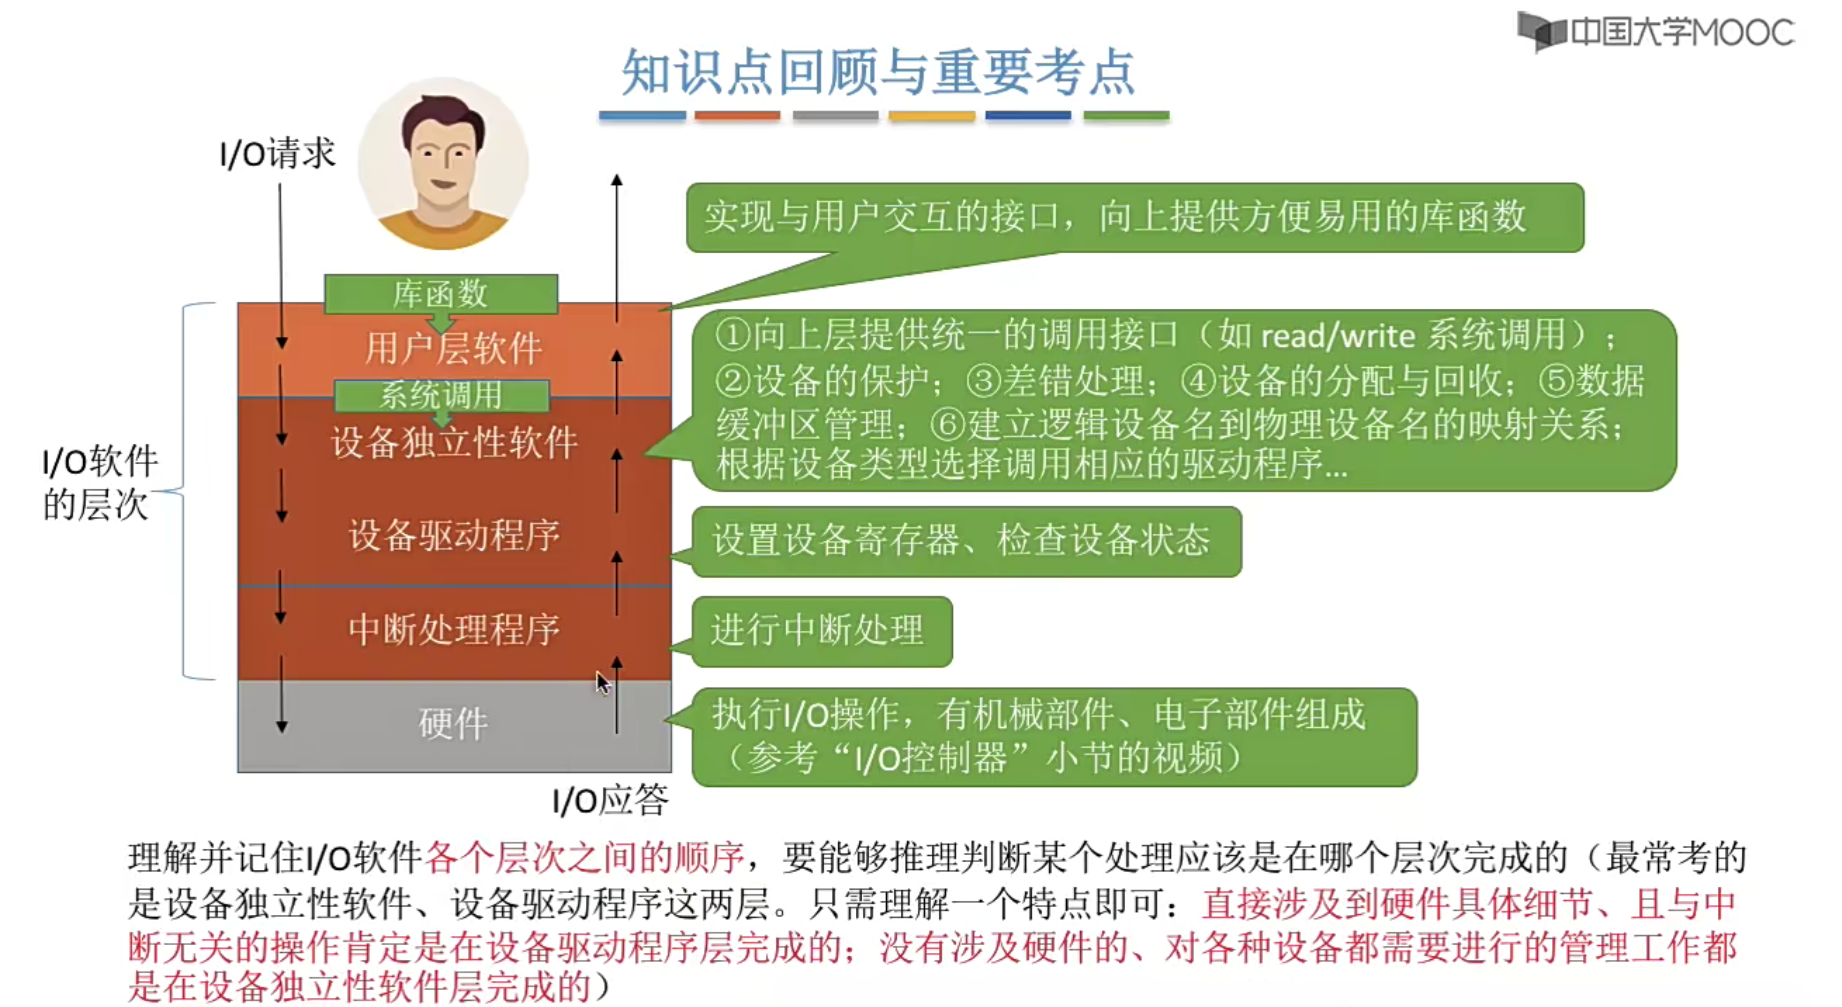 中国大学MOOC
知识点回顾与重要考点
I/O请求
实现与用户交互的接口，向上提供方便易用的库函数
库函数
用户层软件
系统调用
①向上层提供统一的调用接口（如 read/write 系统调用）；
②设备的保护；③差错处理；④设备的分配与回收；⑤数据
缓冲区管理；⑥建立逻辑设备名到物理设备名的映射关系；
根据设备类型选择调用相应的驱动程序…
设备独立性软件
I/O软件
的层次
设备驱动程序
设置设备寄存器、检查设备状态
中断处理程序
进行中断处理
硬件
执行I/O操作，有机械部件、电子部件组成
（参考“I/O控制器”小节的视频）
I/O应答
理解并记住I/O软件各个层次之间的顺序，要能够推理判断某个处理应该是在哪个层次完成的（最常考的
是设备独立性软件、设备驱动程序这两层。只需理解一个特点即可：直接涉及到硬件具体细节、且与中
断无关的操作肯定是在设备驱动程序层完成的；没有涉及硬件的、对各种设备都需要进行的管理工作都
是在设备独立性软件层完成的）